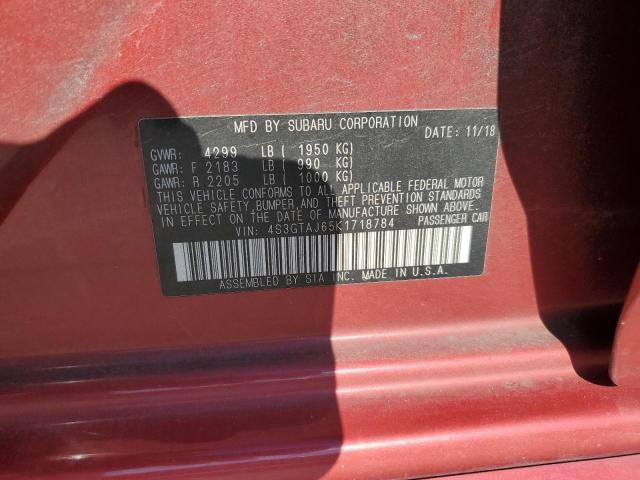 MFD BY SUBARU CORPORATION DATE: 11/18
GVWR: 4299 LB ( 1950 KG)
GAWR: F 2183 LB ( 990 KG)
GAWR: R 2205 LB ( 1000 KG)
THIS VEHICLE CONFORMS TO ALL APPLICABLE FEDERAL MOTOR
VEHICLE SAFETY, BUMPER, AND THEFT PREVENTION STANDARDS
IN EFFECT ON THE DATE OF MANUFACTURE SHOWN ABOVE.
VIN: 4S3GTAJ65K1718784 PASSENGER CAR
ASSEMBLED BY SIA INC. MADE IN U.S.A.